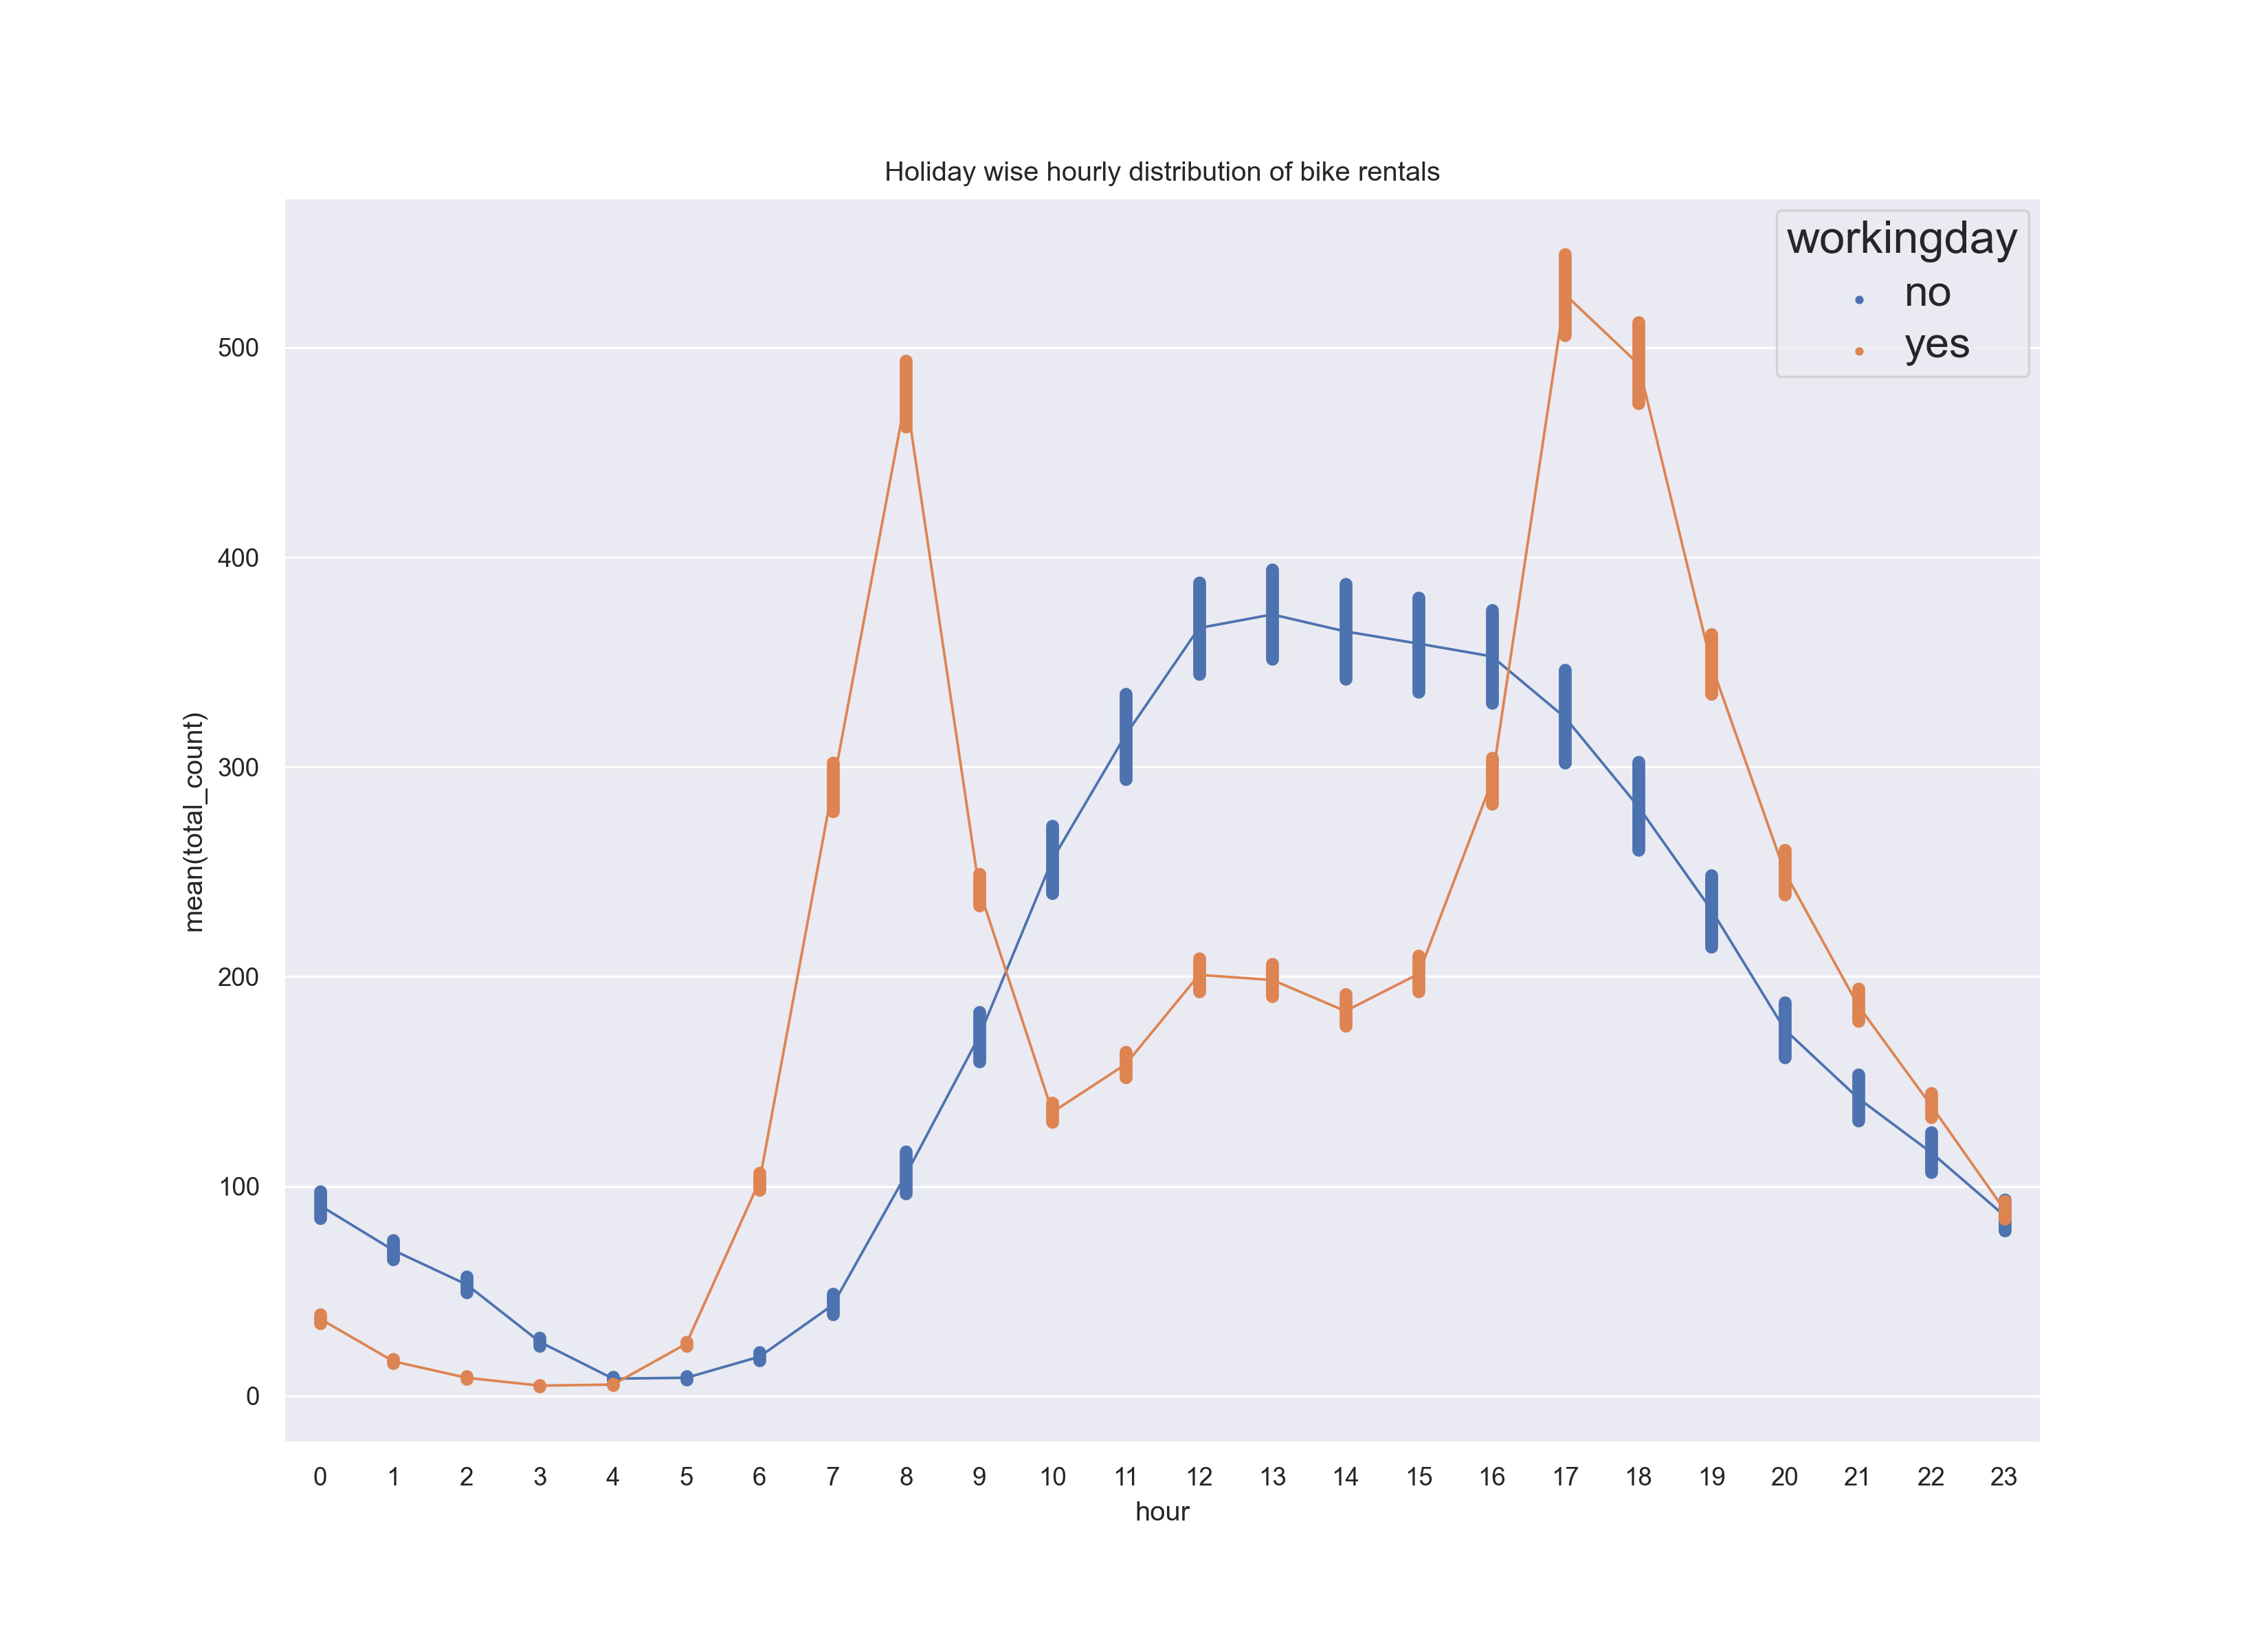 Holiday wise hourly distribution of bike rentals
workingday
no
yes
mean(total_count)
500
400
300
200
100
0
0 1 2 3 4 5 6 7 8 9 10 11 12 13 14 15 16 17 18 19 20 21 22 23
hour